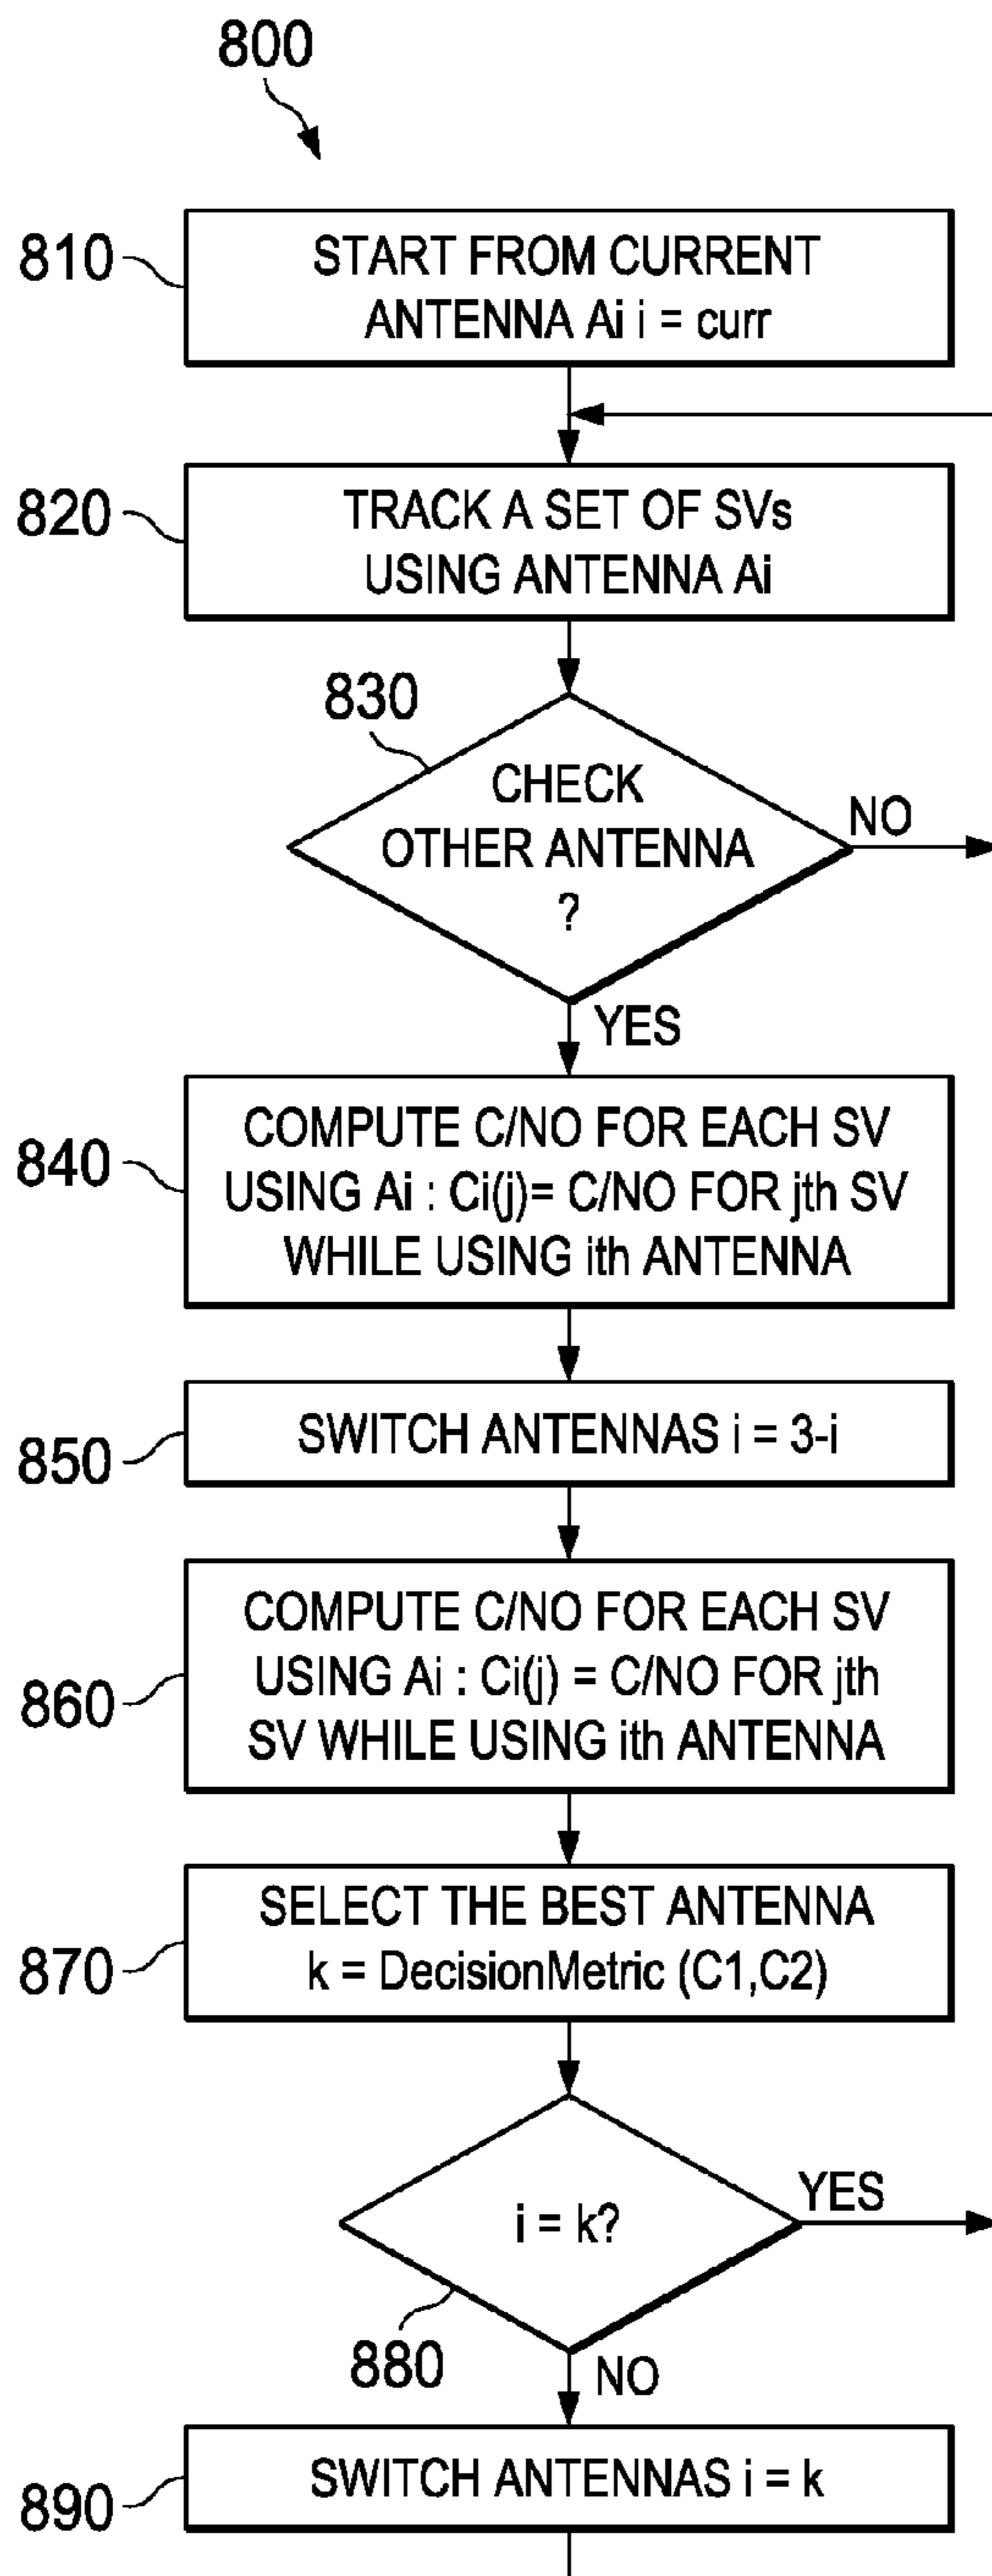 800
810
START FROM CURRENT
ANTENNA Ai i = curr
820
TRACK A SET OF SVs
USING ANTENNA Ai
830
CHECK
OTHER ANTENNA
?
NO
YES
840
COMPUTE C/NO FOR EACH SV
USING Ai : Ci(j)= C/NO FOR jth SV
WHILE USING ith ANTENNA
850
SWITCH ANTENNAS i = 3-i
860
COMPUTE C/NO FOR EACH SV
USING Ai : Ci(j) = C/NO FOR jth
SV WHILE USING ith ANTENNA
870
SELECT THE BEST ANTENNA
k = DecisionMetric (C1,C2)
i = k?
YES
880
NO
890
SWITCH ANTENNAS i = k